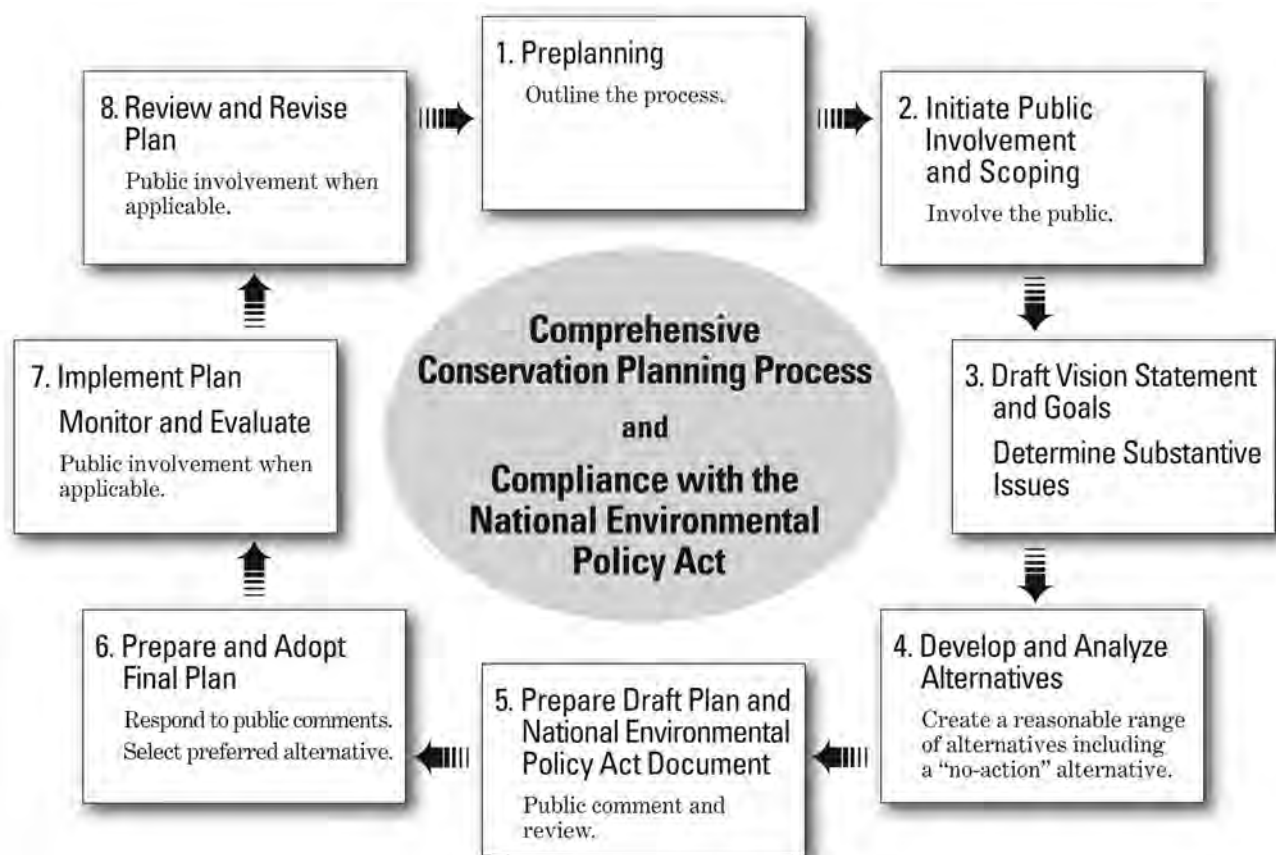 1. Preplanning
Outline the process.
2. Initiate Public
Involvement
and Scoping
Involve the public.
3. Draft Vision Statement
and Goals
Determine Substantive
Issues
4. Develop and Analyze
Alternatives
Create a reasonable range
of alternatives including
a “no-action” alternative.
5. Prepare Draft Plan and
National Environmental
Policy Act Document
Public comment and
review.
6. Prepare and Adopt
Final Plan
Respond to public comments.
Select preferred alternative.
7. Implement Plan
Monitor and Evaluate
Public involvement when
applicable.
8. Review and Revise
Plan
Public involvement when
applicable.
Comprehensive
Conservation Planning Process
and
Compliance with the
National Environmental
Policy Act